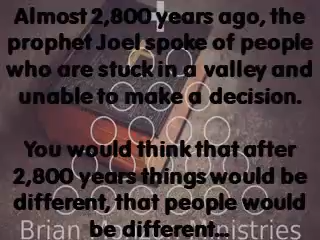 Almost 2,800 years ago, the
prophet Joel spoke of people
who are stuck in a valley and
unable to make a decision.
You would think that after
2,800 years things would be
different, that people would
be different...
Brian Ministries